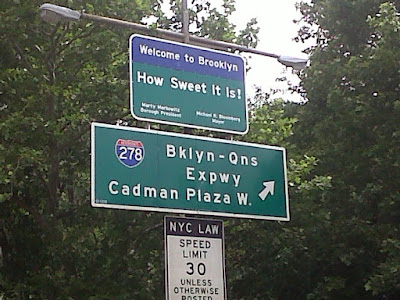 Welcome to Brooklyn
How Sweet It Is!
Marty Markowitz
Borough President
Michael R. Bloomberg
Mayor
278
Bklyn-Qns
Expwy
Cadman Plaza W.
NYC LAW
SPEED
LIMIT
30
UNLESS
OTHERWISE
POSTED